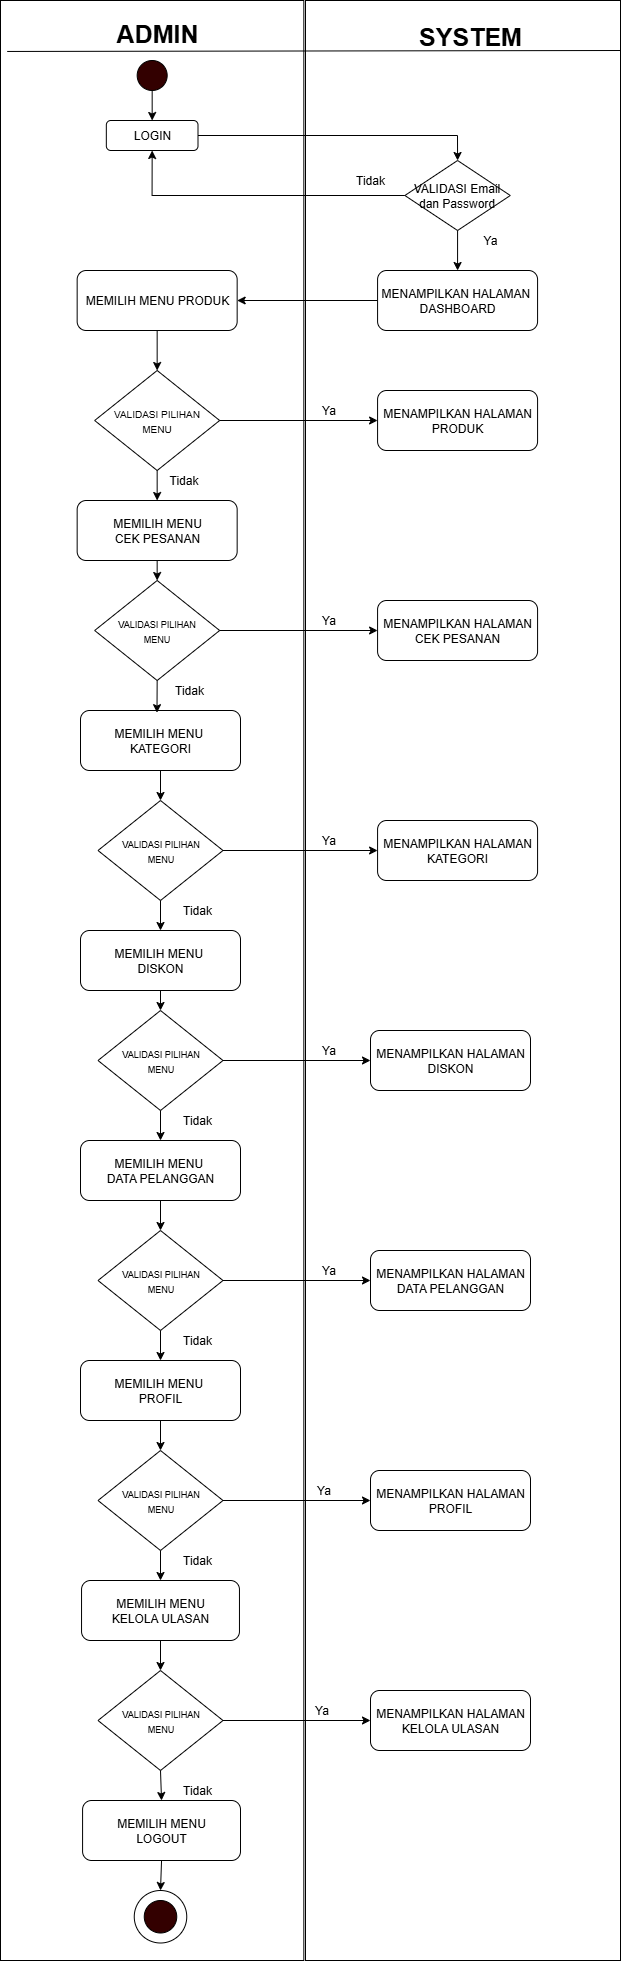 ADMIN
SYSTEM
LOGIN
Tidak
VALIDASI Email
dan Password
Ya
MEMILIH MENU PRODUK
MENAMPILKAN HALAMAN
DASHBOARD
VALIDASI PILIHAN
MENU
Ya
MENAMPILKAN HALAMAN
PRODUK
Tidak
MEMILIH MENU
CEK PESANAN
VALIDASI PILIHAN
MENU
Ya
MENAMPILKAN HALAMAN
CEK PESANAN
Tidak
MEMILIH MENU
KATEGORI
VALIDASI PILIHAN
MENU
Ya
MENAMPILKAN HALAMAN
KATEGORI
Tidak
MEMILIH MENU
DISKON
VALIDASI PILIHAN
MENU
Ya
MENAMPILKAN HALAMAN
DISKON
Tidak
MEMILIH MENU
DATA PELANGGAN
VALIDASI PILIHAN
MENU
Ya
MENAMPILKAN HALAMAN
DATA PELANGGAN
Tidak
MEMILIH MENU
PROFIL
VALIDASI PILIHAN
MENU
Ya
MENAMPILKAN HALAMAN
PROFIL
Tidak
MEMILIH MENU
KELOLA ULASAN
VALIDASI PILIHAN
MENU
Ya
MENAMPILKAN HALAMAN
KELOLA ULASAN
Tidak
MEMILIH MENU
LOGOUT